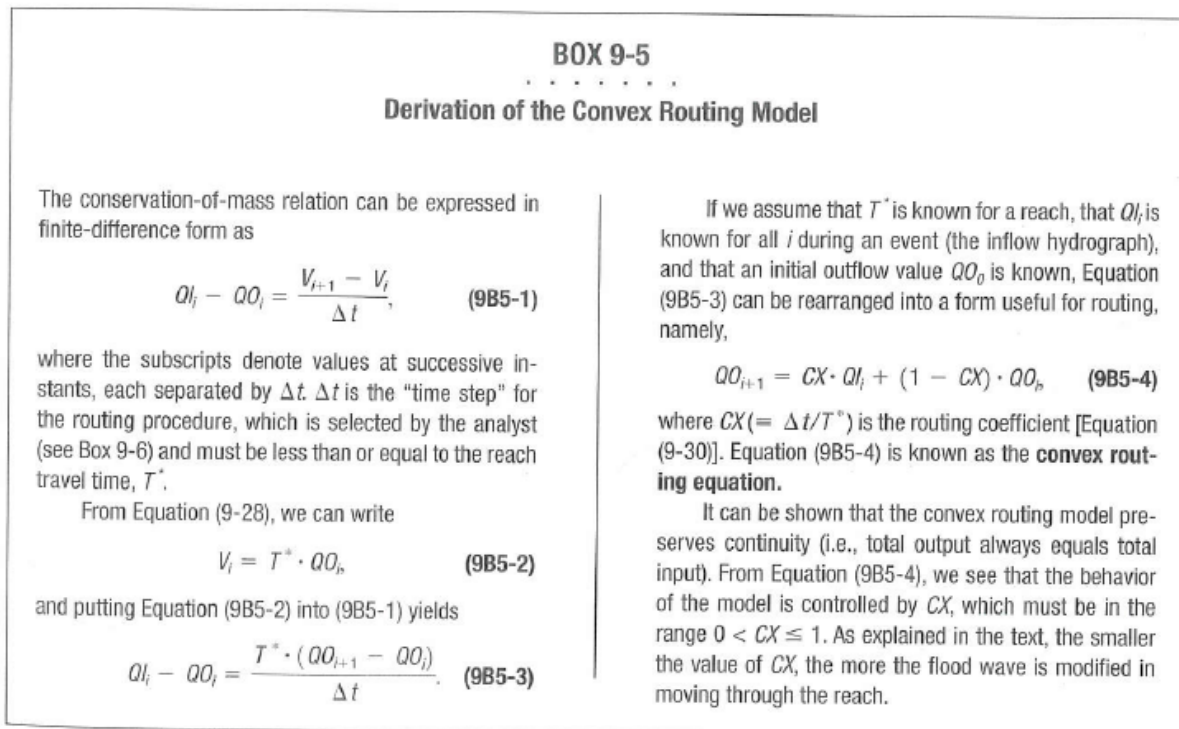 BOX 9-5
. . . . . . .
Derivation of the Convex Routing Model
The conservation-of-mass relation can be expressed in
finite-difference form as
QI_i − QO_i = (V_{i+1} − V_i) / Δt, (9B5-1)
where the subscripts denote values at successive in-
stants, each separated by Δt. Δt is the “time step” for
the routing procedure, which is selected by the analyst
(see Box 9-6) and must be less than or equal to the reach
travel time, T*.
From Equation (9-28), we can write
V_i = T* · QO_i, (9B5-2)
and putting Equation (9B5-2) into (9B5-1) yields
QI_i − QO_i = T* · (QO_{i+1} − QO_i) / Δt. (9B5-3)
If we assume that T* is known for a reach, that QI_i is
known for all i during an event (the inflow hydrograph),
and that an initial outflow value QO_0 is known, Equation
(9B5-3) can be rearranged into a form useful for routing,
namely,
QO_{i+1} = CX · QI_i + (1 − CX) · QO_i, (9B5-4)
where CX (= Δt/T*) is the routing coefficient [Equation
(9-30)]. Equation (9B5-4) is known as the convex rout-
ing equation.
It can be shown that the convex routing model pre-
serves continuity (i.e., total output always equals total
input). From Equation (9B5-4), we see that the behavior
of the model is controlled by CX, which must be in the
range 0 < CX ≤ 1. As explained in the text, the smaller
the value of CX, the more the flood wave is modified in
moving through the reach.